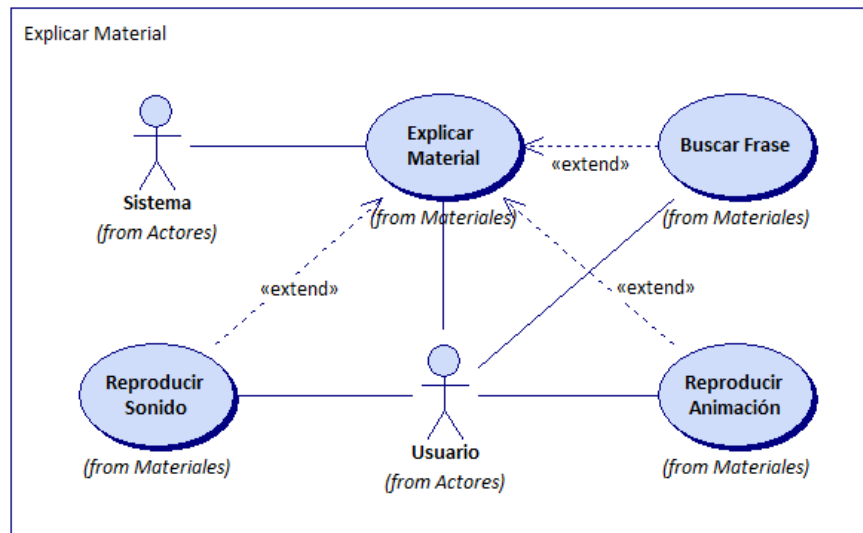 Explicar Material
Explicar
Material
Buscar Frase
«extend»
Sistema
(from Actores)
(from Materiales)
(from Materiales)
«extend»
«extend»
Reproducir
Sonido
Reproducir
Animación
Usuario
(from Materiales)
(from Actores)
(from Materiales)